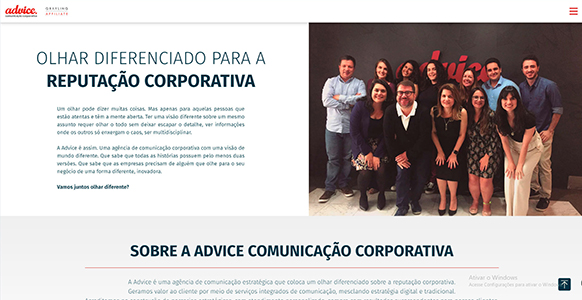 advice.
comunicação corporativa
GRAYLING
AFFILIATE
OLHAR DIFERENCIADO PARA A
REPUTAÇÃO CORPORATIVA
Um olhar pode dizer muitas coisas. Mas apenas para aquelas pessoas que
estão atentas e têm a mente aberta. Ter uma visão diferente sobre um mesmo
assunto requer olhar o todo sem deixar escapar o detalhe, ver informações
onde os outros só enxergam o caos, ser multidisciplinar.
A Advice é assim. Uma agência de comunicação corporativa com uma visão de
mundo diferente. Que sabe que todas as histórias possuem pelo menos duas
versões. Que sabe que as empresas precisam de alguém que olhe para o seu
negócio de uma forma diferente, inovadora.
Vamos juntos olhar diferente?
advice.
SOBRE A ADVICE COMUNICAÇÃO CORPORATIVA
A Advice é uma agência de comunicação estratégica que coloca um olhar diferenciado sobre a reputação corporativa.
Geramos valor ao cliente por meio de serviços integrados de comunicação, mesclando estratégia digital e tradicional.
Ativar o Windows
Acesse Configurações para ativar o Windows